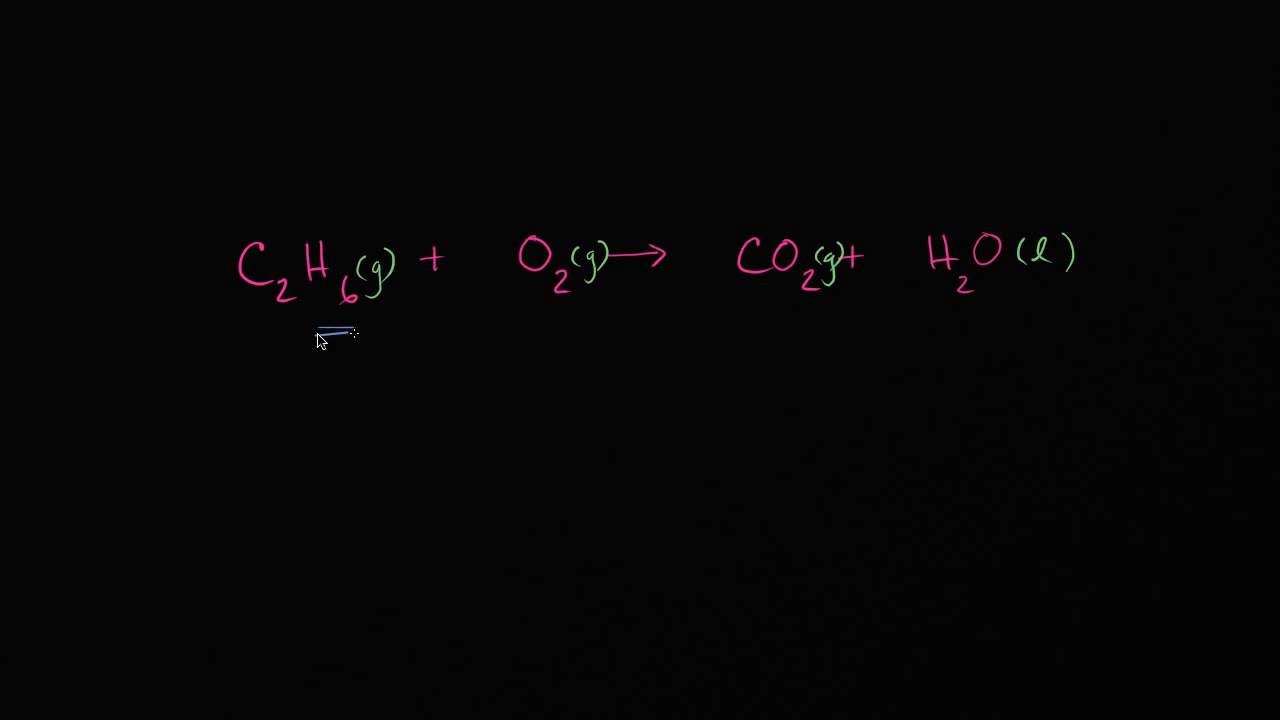 C₂H₆(g) + O₂(g) → CO₂(g) + H₂O(l)